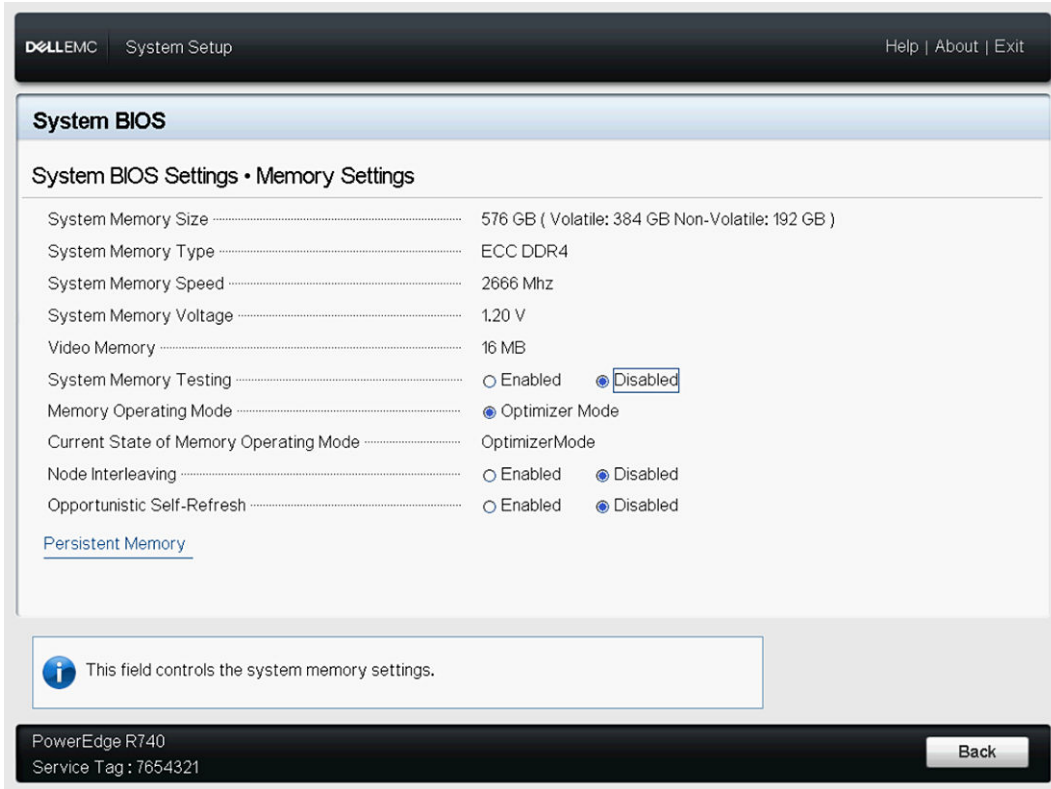 DELLEMC System Setup Help | About | Exit
System BIOS
System BIOS Settings • Memory Settings
System Memory Size 576 GB ( Volatile: 384 GB Non-Volatile: 192 GB )
System Memory Type ECC DDR4
System Memory Speed 2666 Mhz
System Memory Voltage 1.20 V
Video Memory 16 MB
System Memory Testing Enabled Disabled
Memory Operating Mode Optimizer Mode
Current State of Memory Operating Mode OptimizerMode
Node Interleaving Enabled Disabled
Opportunistic Self-Refresh Enabled Disabled
Persistent Memory
This field controls the system memory settings.
PowerEdge R740
Service Tag : 7654321
Back